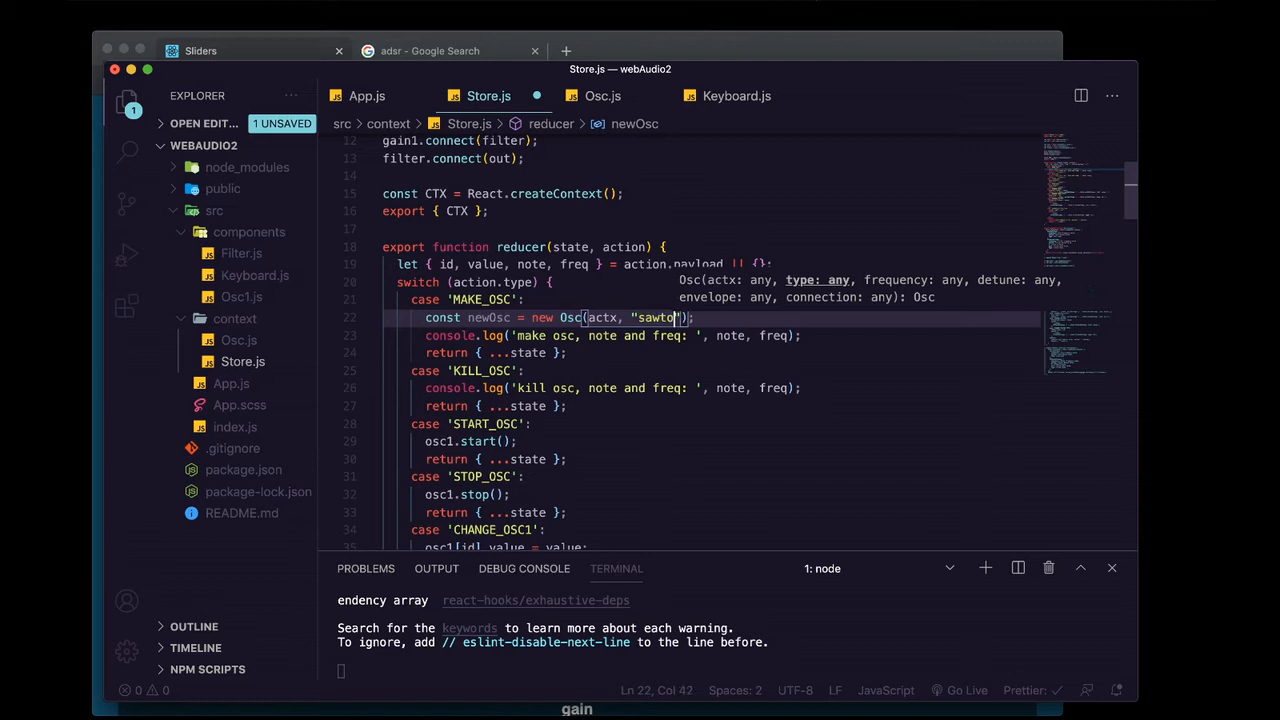 Sliders
adsr - Google Search
Store.js — webAudio2
EXPLORER
App.js
Store.js
Osc.js
Keyboard.js
1
OPEN EDIT...
1 UNSAVED
src
context
Store.js
reducer
newOsc
WEBAUDIO2
node_modules
public
src
components
Filter.js
Keyboard.js
Osc1.js
context
Osc.js
Store.js
App.js
App.scss
index.js
.gitignore
package.json
package-lock.json
README.md
OUTLINE
TIMELINE
NPM SCRIPTS
12 gain1.connect(filter);
13 filter.connect(out);
14
15 const CTX = React.createContext();
16 export { CTX };
17
18 export function reducer(state, action) {
19 let { id, value, note, freq } = action.payload || {};
20 switch (action.type) {
Osc(actx: any, type: any, frequency: any, detune: any,
envelope: any, connection: any): Osc
21 case 'MAKE_OSC':
22 const newOsc = new Osc(actx, "sawto");
23 console.log('make osc, note and freq: ', note, freq);
24 return { ...state };
25 case 'KILL_OSC':
26 console.log('kill osc, note and freq: ', note, freq);
27 return { ...state };
28 case 'START_OSC':
29 osc1.start();
30 return { ...state };
31 case 'STOP_OSC':
32 osc1.stop();
33 return { ...state };
34 case 'CHANGE_OSC1':
35 osc1[id].value = value;
PROBLEMS
OUTPUT
DEBUG CONSOLE
TERMINAL
1: node
endency array react-hooks/exhaustive-deps
Search for the keywords to learn more about each warning.
To ignore, add // eslint-disable-next-line to the line before.
0
0
Ln 22, Col 42
Spaces: 2
UTF-8
LF
JavaScript
Go Live
Prettier: ✓
gain